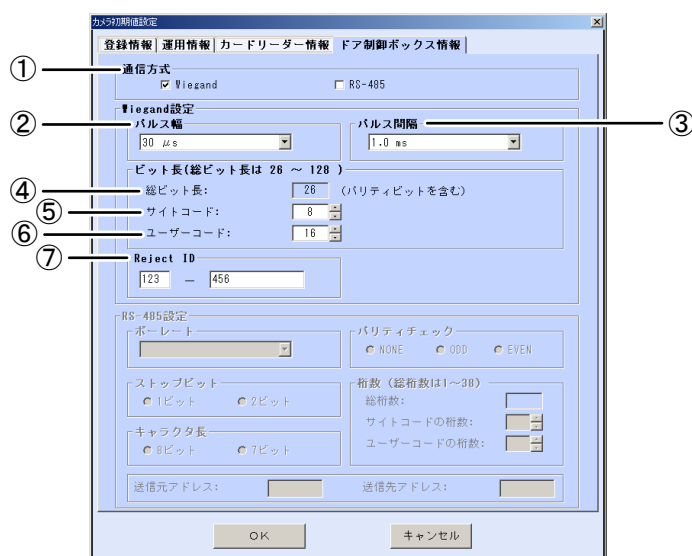 カメラ初期値設定
登録情報 運用情報 カードリーダー情報 ドア制御ボックス情報
① 通信方式
Wiegand RS-485
Wiegand設定
② パルス幅 パルス間隔 ③
30 μs 1.0 ms
ビット長(総ビット長は 26 ～ 128 )
④ 総ビット長: 26 (パリティビットを含む)
⑤ サイトコード: 8
⑥ ユーザーコード: 16
⑦ Reject ID
123 － 456
RS-485設定
ボーレート パリティチェック
NONE ODD EVEN
ストップビット 桁数 (総桁数は1～38)
1ビット 2ビット 総桁数:
サイトコードの桁数:
キャラクタ長 ユーザーコードの桁数:
8ビット 7ビット
送信元アドレス: 送信先アドレス:
OK キャンセル